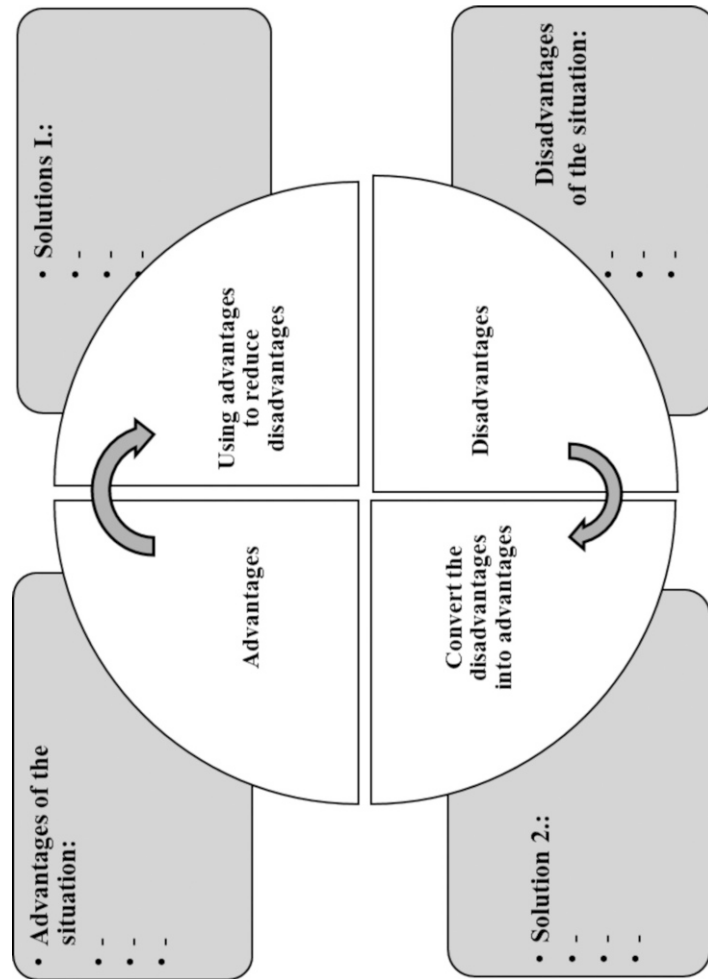 • Advantages of the
situation:
• -
• -
• -
• Solutions I.:
• -
• -
• -
Advantages
Using advantages
to reduce
disadvantages
Convert the
disadvantages
into advantages
Disadvantages
• Solution 2.:
• -
• -
• -
Disadvantages
of the situation:
• -
• -
• -